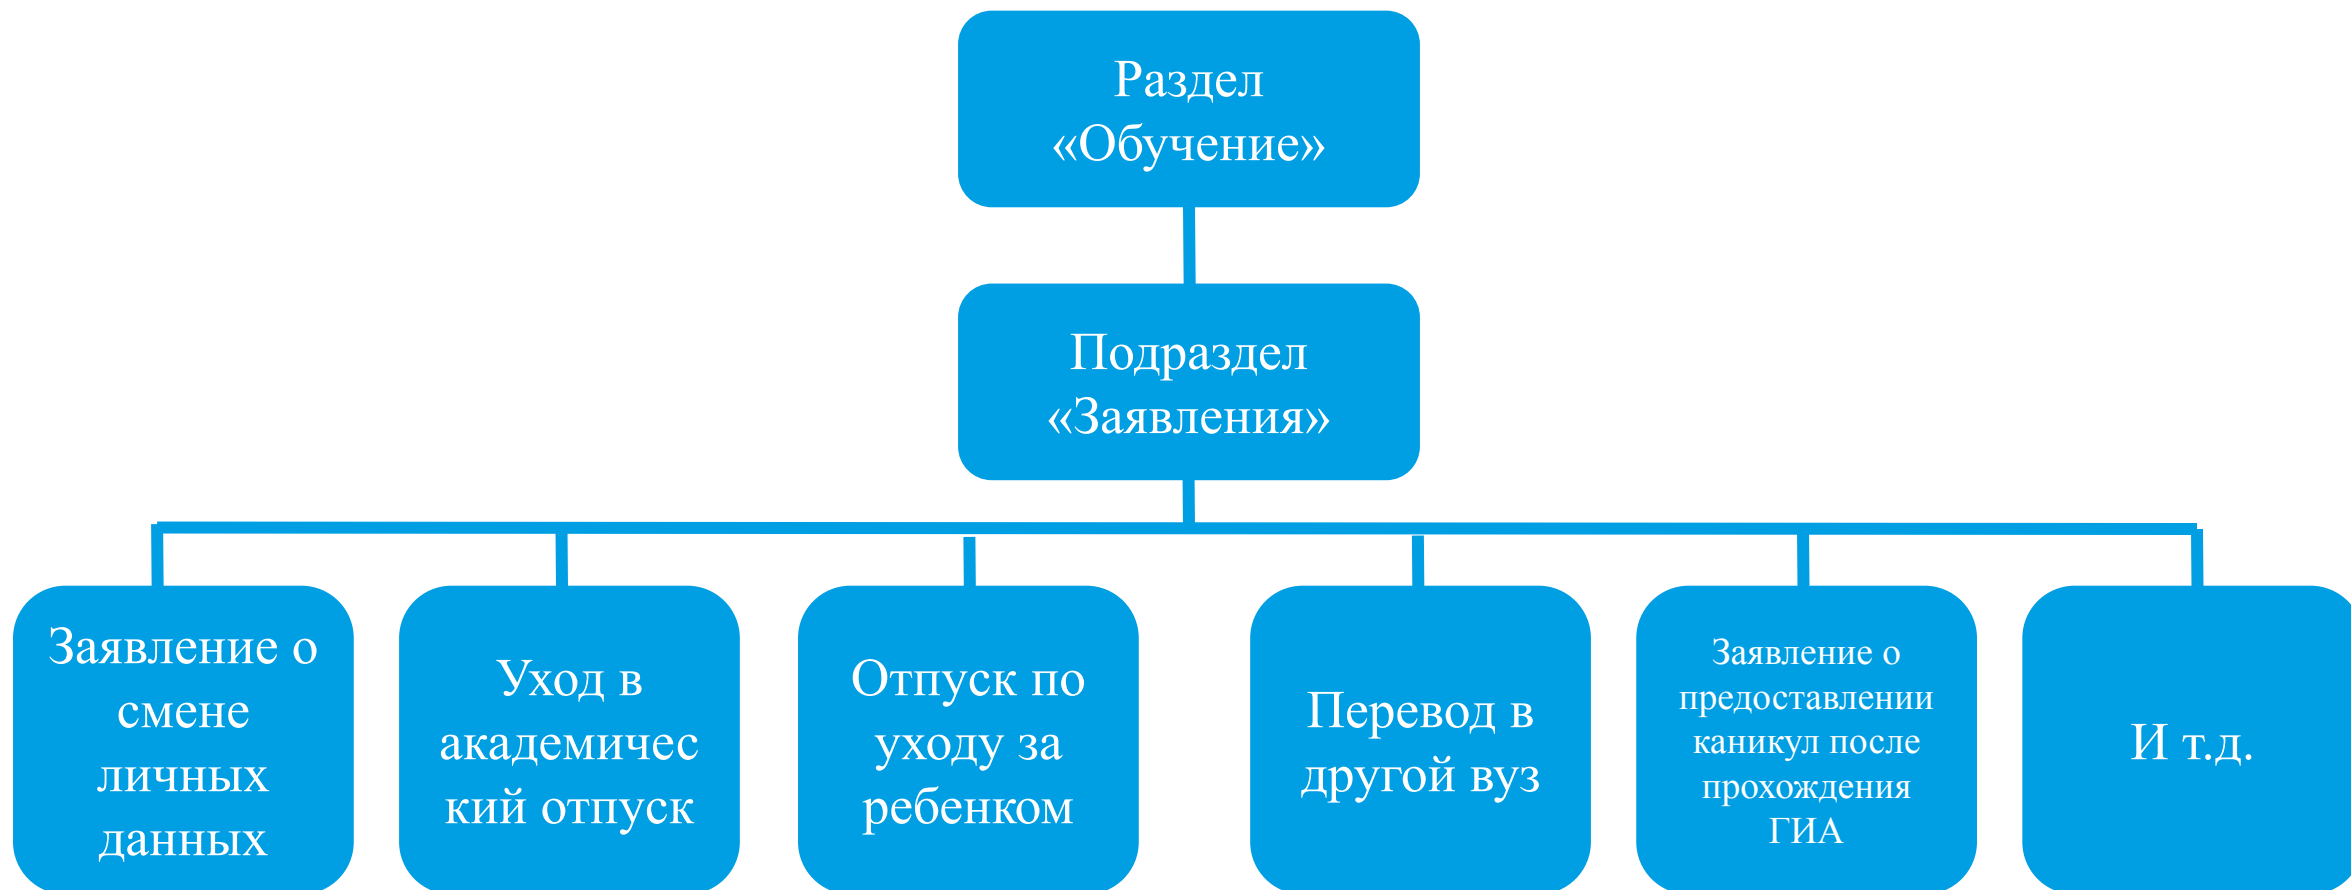 Раздел
«Обучение»
Подраздел
«Заявления»
Заявление о
смене
личных
данных
Уход в
академичес
кий отпуск
Отпуск по
уходу за
ребенком
Перевод в
другой вуз
Заявление о
предоставлении
каникул после
прохождения
ГИА
И т.д.